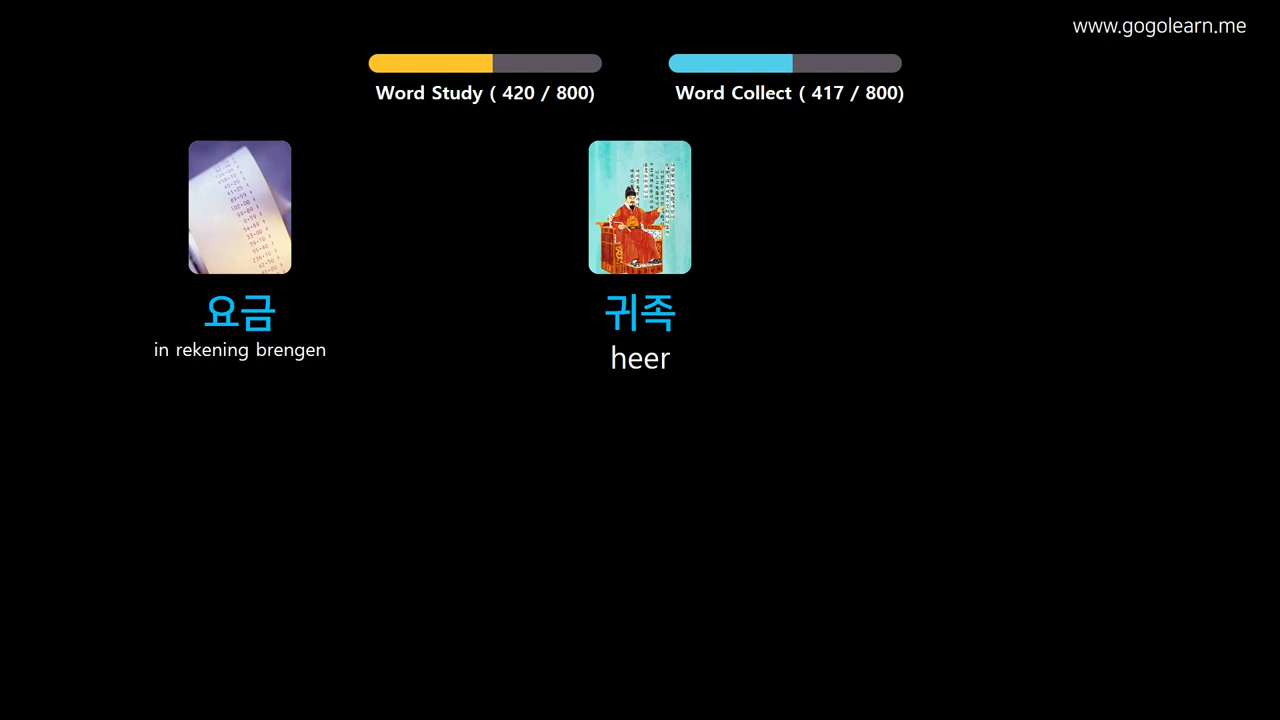 www.gogolearn.me
Word Study ( 420 / 800)
Word Collect ( 417 / 800)
요금
in rekening brengen
귀족
heer